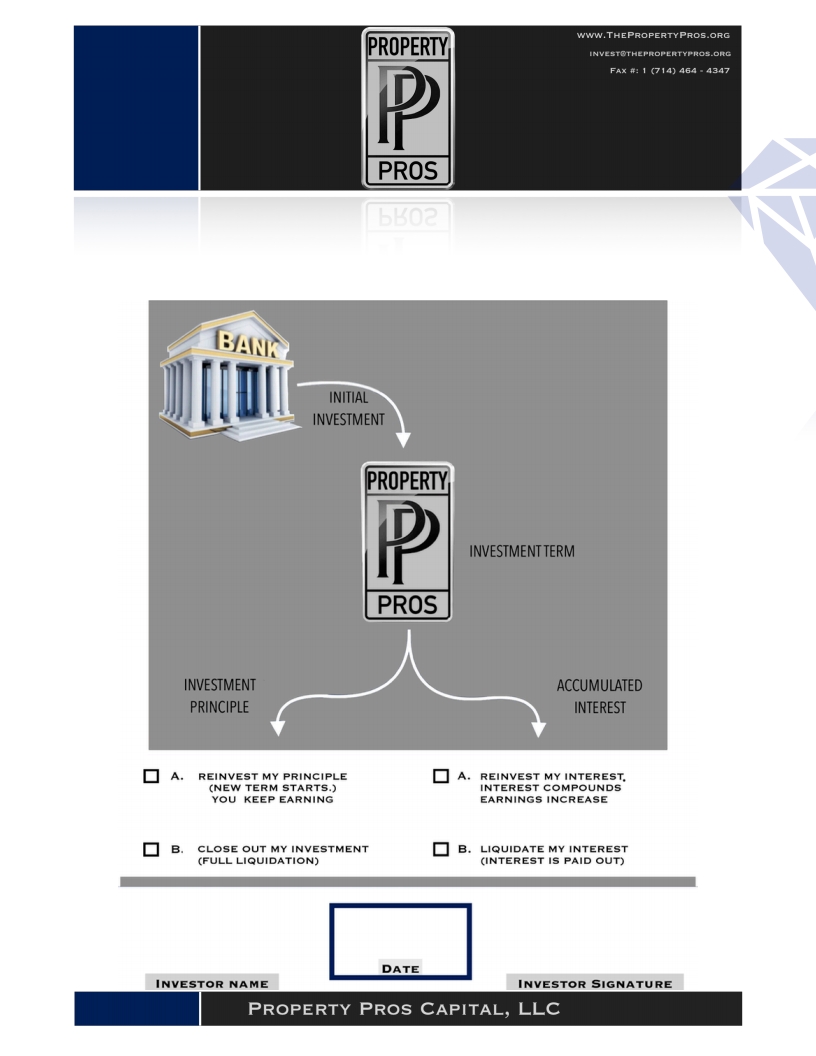 PROPERTY
PP
PROS
www.ThePropertyPros.org
invest@thepropertypros.org
Fax #: 1 (714) 464 - 4347
PROS
BANK
INITIAL
INVESTMENT
PROPERTY
PP
PROS
INVESTMENT TERM
INVESTMENT
PRINCIPLE
ACCUMULATED
INTEREST
A. REINVEST MY PRINCIPLE
(NEW TERM STARTS.)
YOU KEEP EARNING
A. REINVEST MY INTEREST.
INTEREST COMPOUNDS
EARNINGS INCREASE
B. CLOSE OUT MY INVESTMENT
(FULL LIQUIDATION)
B. LIQUIDATE MY INTEREST
(INTEREST IS PAID OUT)
DATE
INVESTOR NAME
INVESTOR SIGNATURE
PROPERTY PROS CAPITAL, LLC